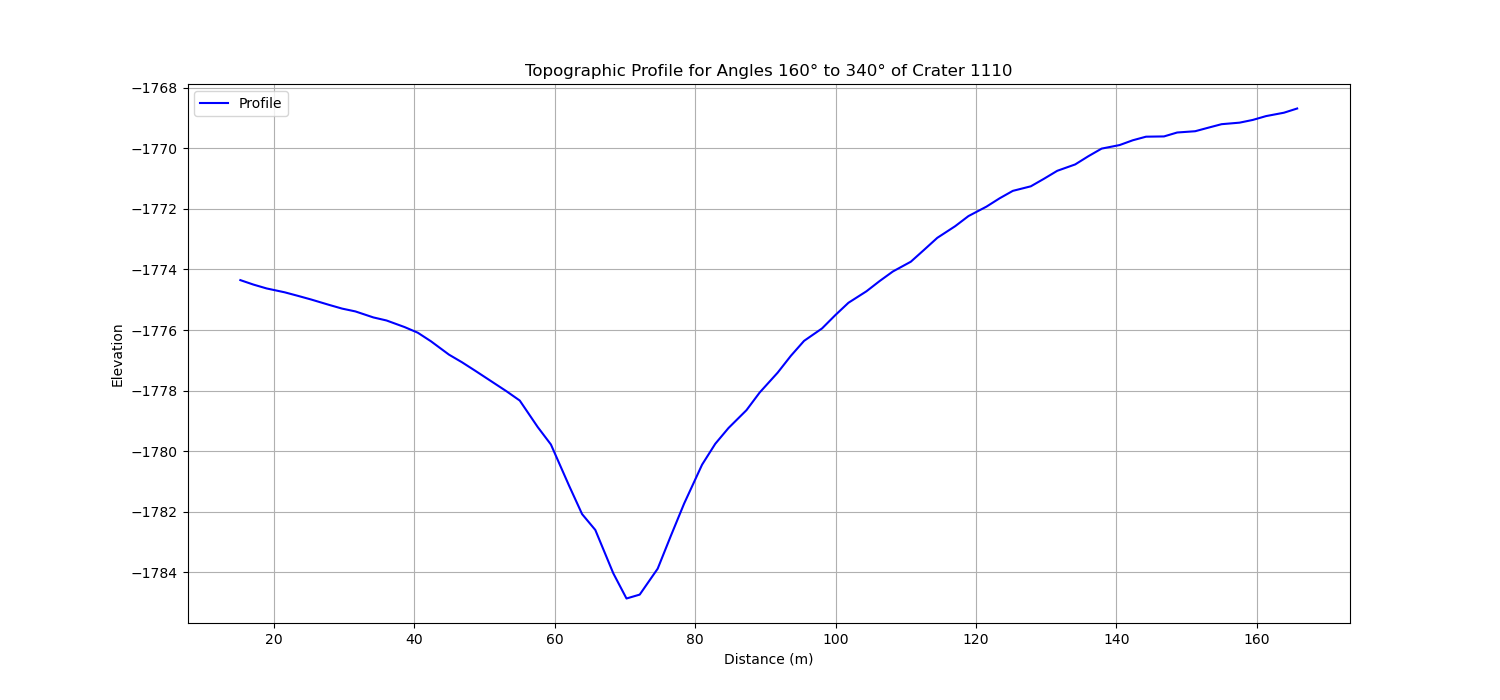 Topographic Profile for Angles 160° to 340° of Crater 1110
Profile
−1768
−1770
−1772
−1774
−1776
−1778
−1780
−1782
−1784
Elevation
20 40 60 80 100 120 140 160
Distance (m)